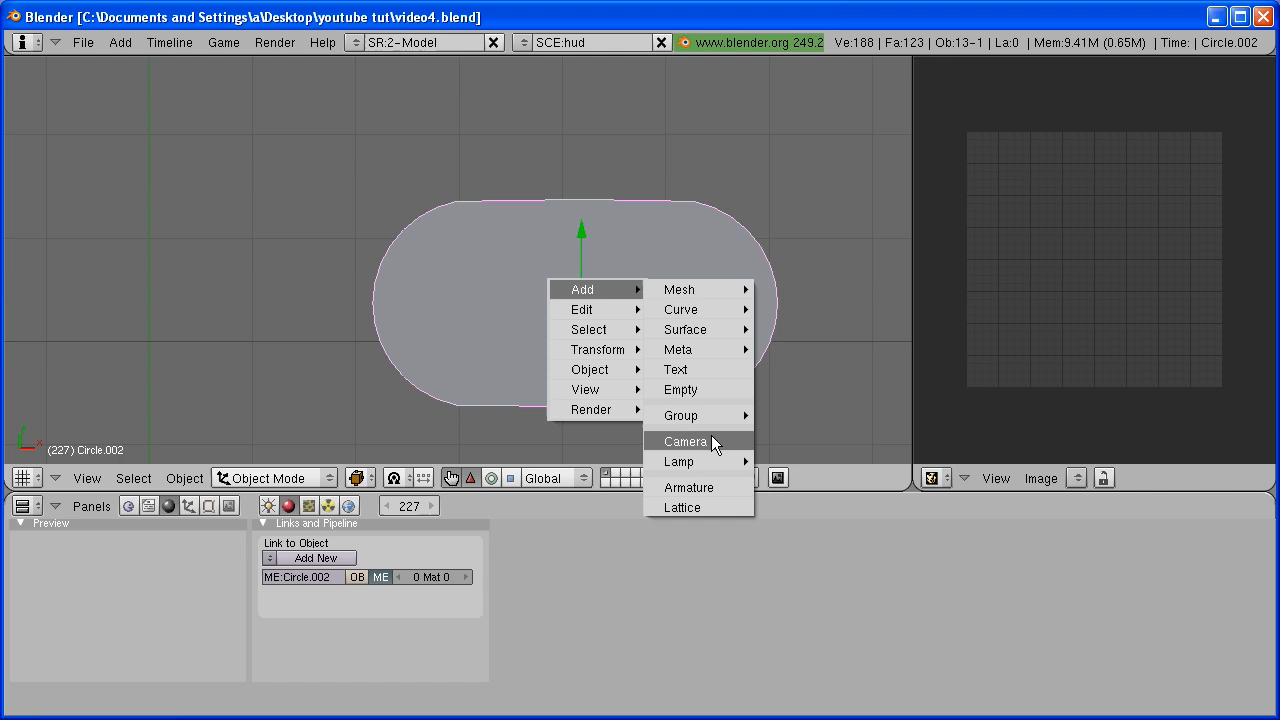 Blender [C:\Documents and Settings\a\Desktop\youtube tut\video4.blend]
File Add Timeline Game Render Help SR:2-Model SCE:hud www.blender.org 249.2 Ve:188 | Fa:123 | Ob:13-1 | La:0 | Mem:9.41M (0.65M) | Time: | Circle.002
Add
Edit
Select
Transform
Object
View
Render
Mesh
Curve
Surface
Meta
Text
Empty
Group
Camera
Lamp
Armature
Lattice
x
(227) Circle.002
View Select Object Object Mode Global
View Image
Panels 227
Preview
Links and Pipeline
Link to Object
Add New
ME:Circle.002 OB ME 0 Mat 0